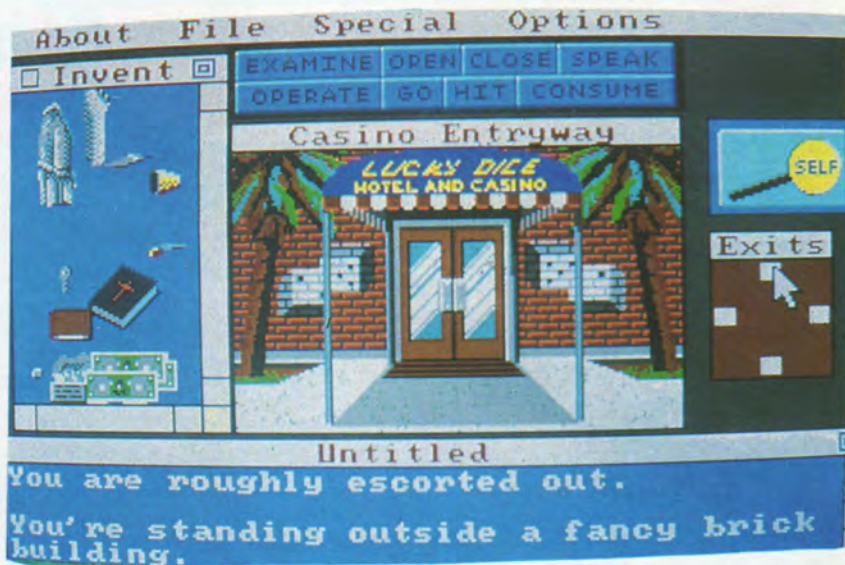 About File Special Options
Invent
EXAMINE OPEN CLOSE SPEAK
OPERATE GO HIT CONSUME
Casino Entryway
LUCKY DICE
HOTEL AND CASINO
SELF
Exits
Untitled
You are roughly escorted out.
You're standing outside a fancy brick
building.